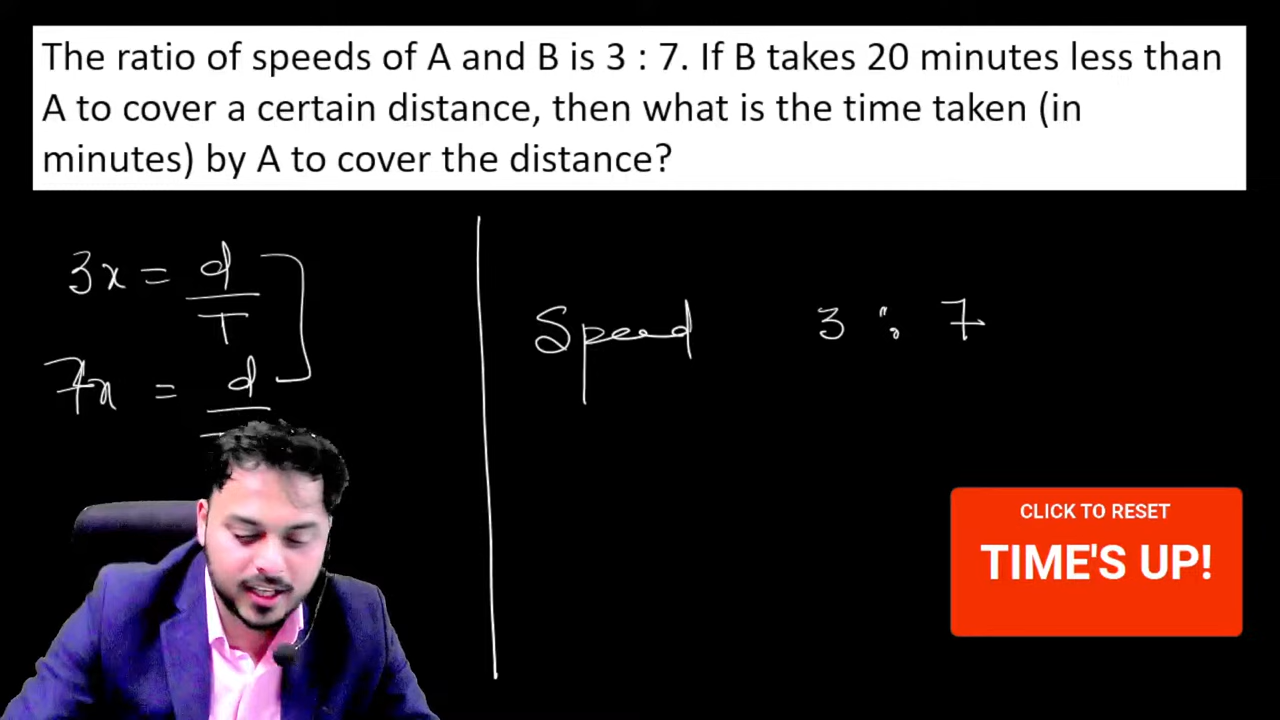 The ratio of speeds of A and B is 3 : 7. If B takes 20 minutes less than
A to cover a certain distance, then what is the time taken (in
minutes) by A to cover the distance?
3x = d
T
7x = d
Speed 3 : 7
CLICK TO RESET
TIME'S UP!